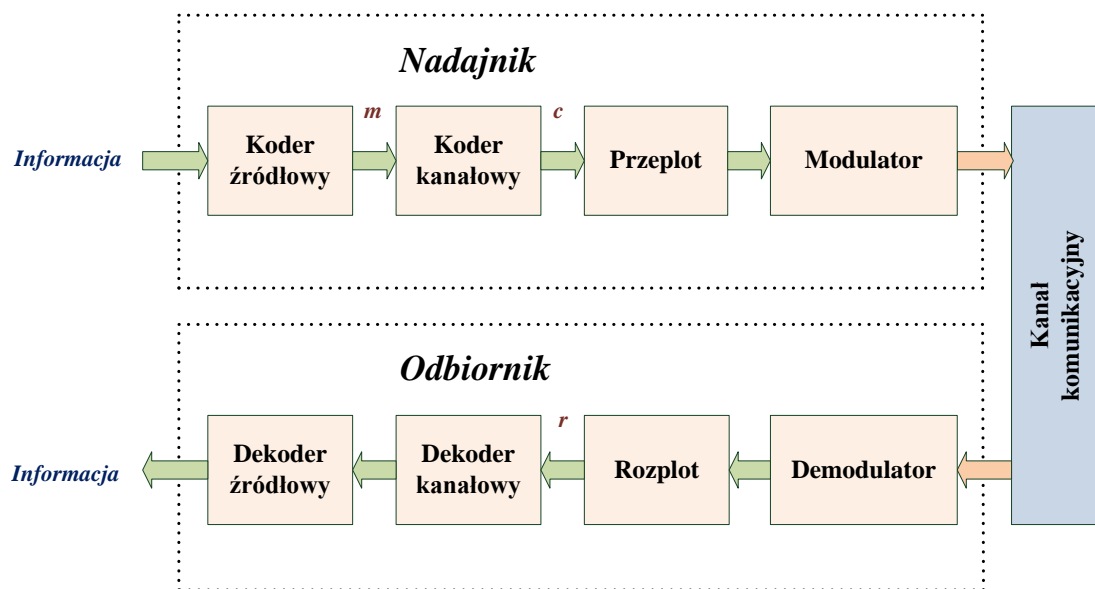 Nadajnik
m
c
Informacja
Koder
źródłowy
Koder
kanałowy
Przeplot
Modulator
Kanał
komunikacyjny
Odbiornik
r
Informacja
Dekoder
źródłowy
Dekoder
kanałowy
Rozplot
Demodulator